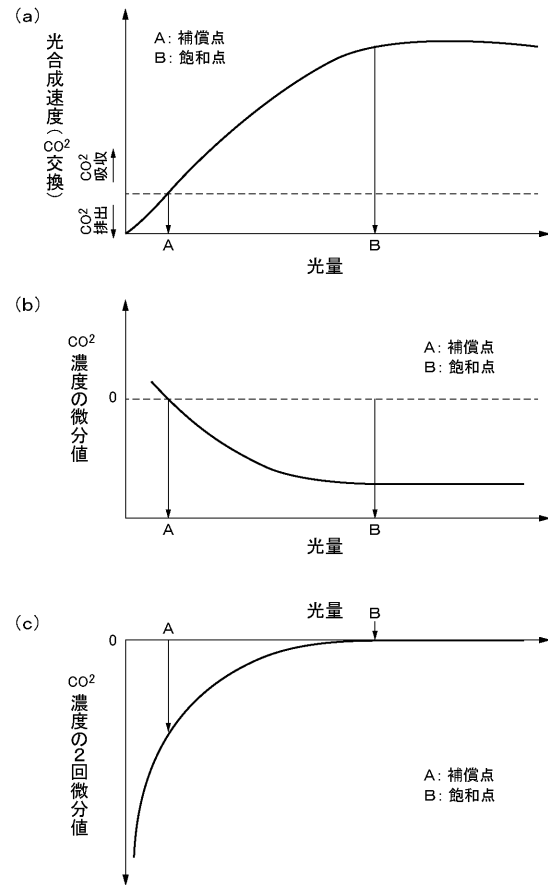 (a)
光合成速度(CO²交換)
CO²吸収
CO²排出
A: 補償点
B: 飽和点
A
B
光量
(b)
CO²濃度の微分値
0
A: 補償点
B: 飽和点
A
B
光量
(c)
光量
A
B
0
CO²濃度の2回微分値
A: 補償点
B: 飽和点